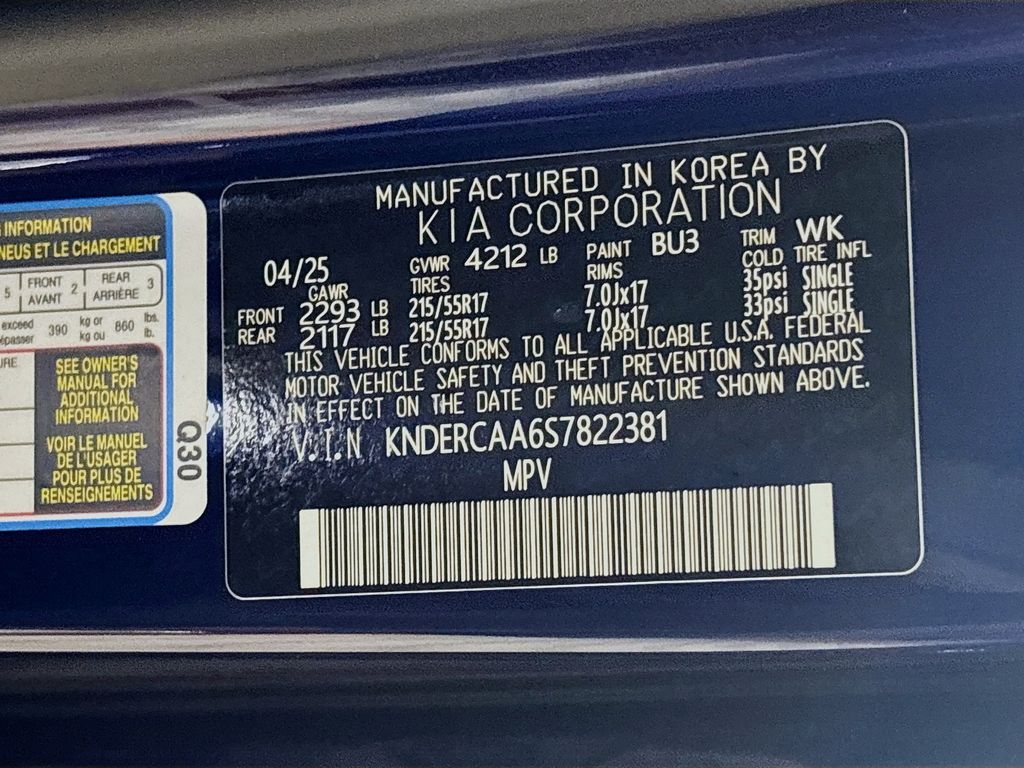 INFORMATION
NEUS ET LE CHARGEMENT
5 FRONT AVANT 2 REAR ARRIÈRE 3
exceed 390 kg or kg ou 860 lbs. lb.
SEE OWNER'S
MANUAL FOR
ADDITIONAL
INFORMATION
VOIR LE MANUEL
DE L'USAGER
POUR PLUS DE
RENSEIGNEMENTS
Q30
MANUFACTURED IN KOREA BY
KIA CORPORATION
04/25 GVWR 4212 LB PAINT BU3 TRIM WK
GAWR TIRES RIMS COLD TIRE INFL
FRONT 2293 LB 215/55R17 7.0Jx17 35psi SINGLE
REAR 2117 LB 215/55R17 7.0Jx17 33psi SINGLE
THIS VEHICLE CONFORMS TO ALL APPLICABLE U.S.A. FEDERAL
MOTOR VEHICLE SAFETY AND THEFT PREVENTION STANDARDS
IN EFFECT ON THE DATE OF MANUFACTURE SHOWN ABOVE.
V.I.N KNDERCAA6S7822381
MPV